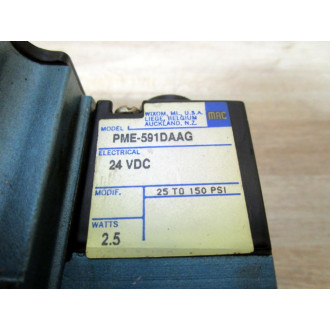 WIXOM, MI., U.S.A.
LIEGE, BELGIUM
AUCKLAND, N.Z.
MAC
MODEL
PME-591DAAG
ELECTRICAL
24 VDC
MODIF.
25 TO 150 PSI
WATTS
2.5